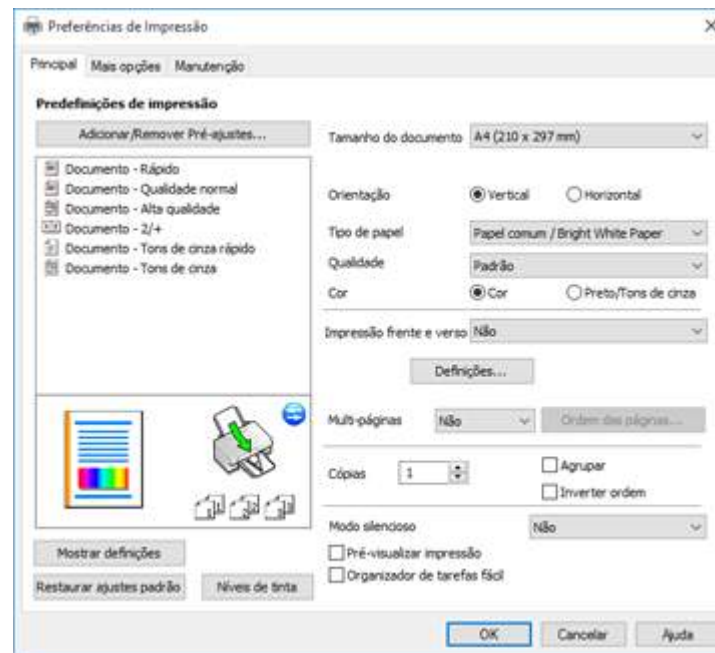 Preferências de Impressão
Principal Mais opções Manutenção
Predefinições de impressão
Adicionar/Remover Pré-ajustes...
Documento - Rápido
Documento - Qualidade normal
Documento - Alta qualidade
Documento - 2/+
Documento - Tons de cinza rápido
Documento - Tons de cinza
Mostrar definições
Restaurar ajustes padrão Níveis de tinta
Tamanho do documento A4 (210 x 297 mm)
Orientação Vertical Horizontal
Tipo de papel Papel comum / Bright White Paper
Qualidade Padrão
Cor Cor Preto/Tons de cinza
Impressão frente e verso Não
Definições...
Multi-páginas Não Ordem das páginas...
Cópias 1 Agrupar
Inverter ordem
Modo silencioso Não
Pré-visualizar impressão
Organizador de tarefas fácil
OK Cancelar Ajuda